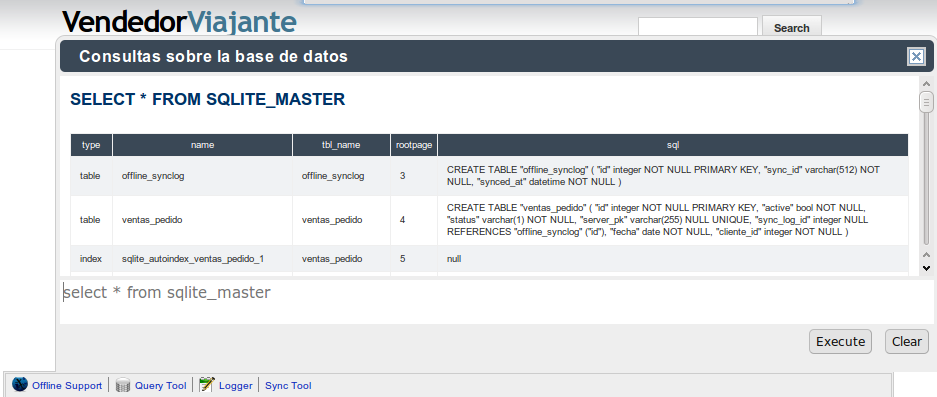 VendedorViajante
Search
Consultas sobre la base de datos
SELECT * FROM SQLITE_MASTER
type name tbl_name rootpage sql
table offline_synclog offline_synclog 3 CREATE TABLE "offline_synclog" ( "id" integer NOT NULL PRIMARY KEY, "sync_id" varchar(512) NOT
NULL, "synced_at" datetime NOT NULL )
table ventas_pedido ventas_pedido 4 CREATE TABLE "ventas_pedido" ( "id" integer NOT NULL PRIMARY KEY, "active" bool NOT NULL,
"status" varchar(1) NOT NULL, "server_pk" varchar(255) NULL UNIQUE, "sync_log_id" integer NULL
REFERENCES "offline_synclog" ("id"), "fecha" date NOT NULL, "cliente_id" integer NOT NULL )
index sqlite_autoindex_ventas_pedido_1 ventas_pedido 5 null
select * from sqlite_master
Execute Clear
Offline Support Query Tool Logger Sync Tool